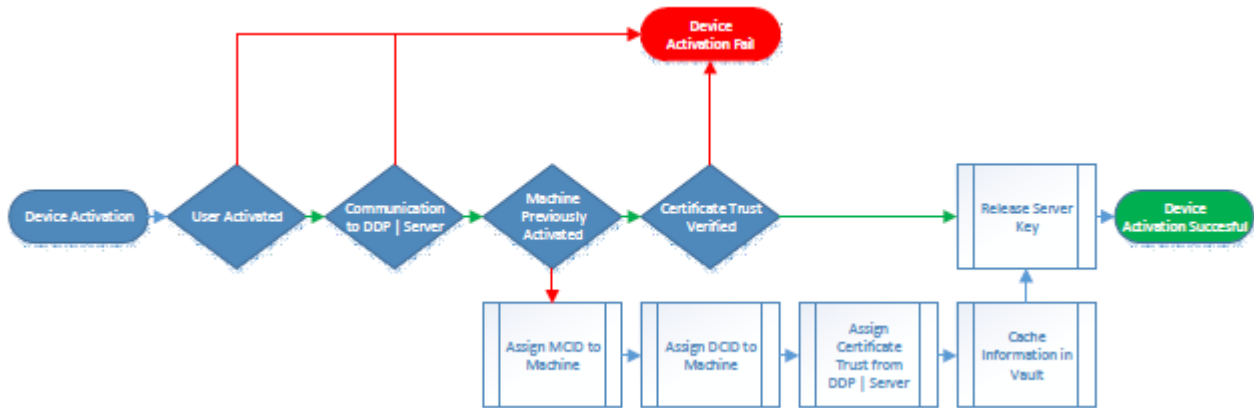 Device
Activation Fail
Device Activation
User Activated
Communication
to DDP | Server
Machine
Previously
Activated
Certificate Trust
Verified
Release Server
Key
Device
Activation Succesful
Assign MCID to
Machine
Assign DCID to
Machine
Assign
Certificate
Trust from
DDP | Server
Cache
Information in
Vault